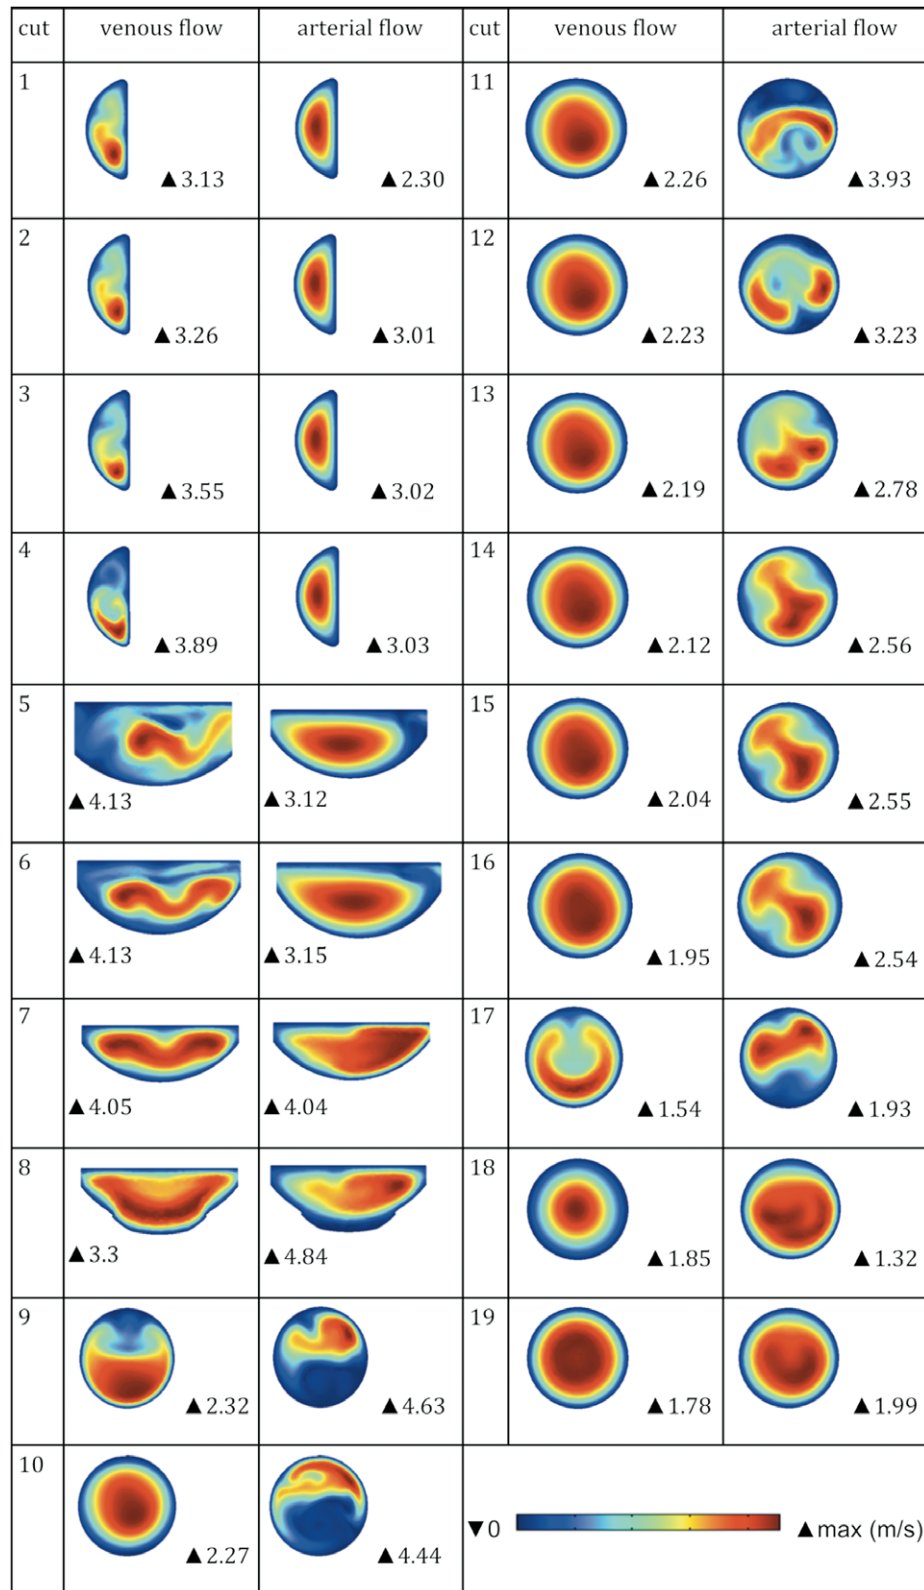 cut venous flow arterial flow cut venous flow arterial flow
1 ▲3.13 ▲2.30 11 ▲2.26 ▲3.93
2 ▲3.26 ▲3.01 12 ▲2.23 ▲3.23
3 ▲3.55 ▲3.02 13 ▲2.19 ▲2.78
4 ▲3.89 ▲3.03 14 ▲2.12 ▲2.56
5 ▲4.13 ▲3.12 15 ▲2.04 ▲2.55
6 ▲4.13 ▲3.15 16 ▲1.95 ▲2.54
7 ▲4.05 ▲4.04 17 ▲1.54 ▲1.93
8 ▲3.3 ▲4.84 18 ▲1.85 ▲1.32
9 ▲2.32 ▲4.63 19 ▲1.78 ▲1.99
10 ▲2.27 ▲4.44 ▼0 ▲max (m/s)